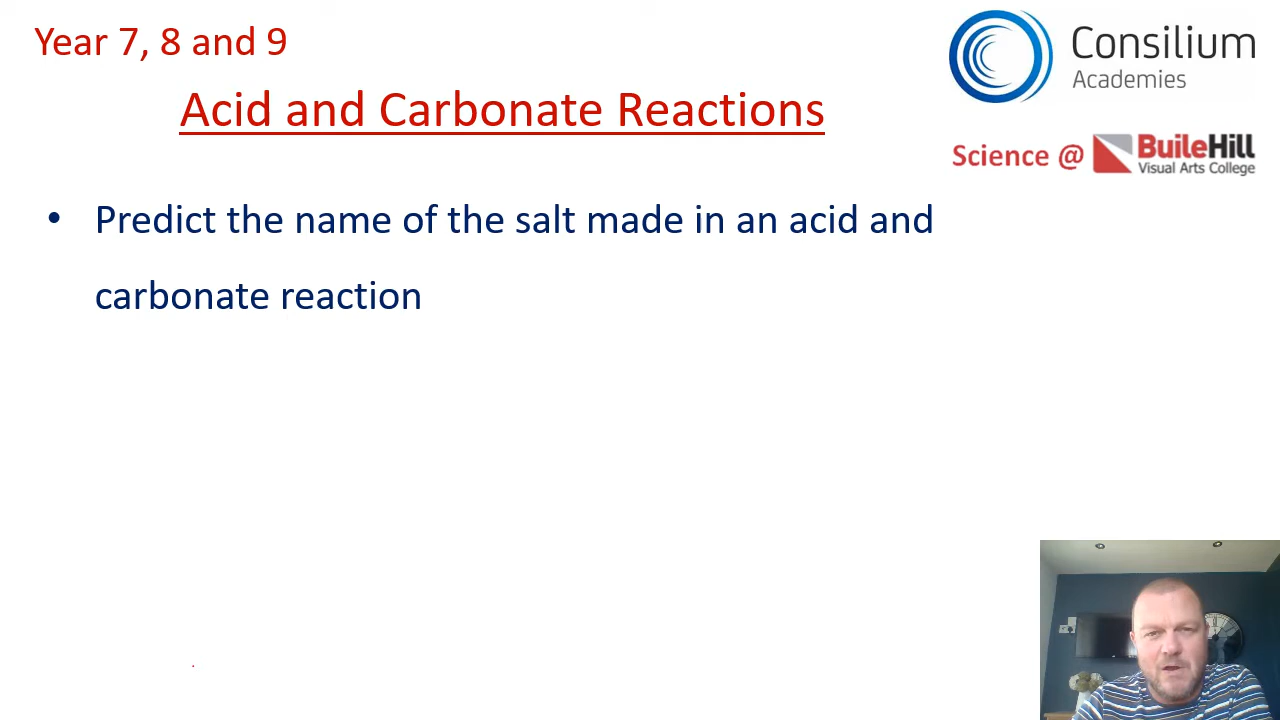 Year 7, 8 and 9
Consilium
Academies
Acid and Carbonate Reactions
Science @ BuileHill
Visual Arts College
• Predict the name of the salt made in an acid and
carbonate reaction